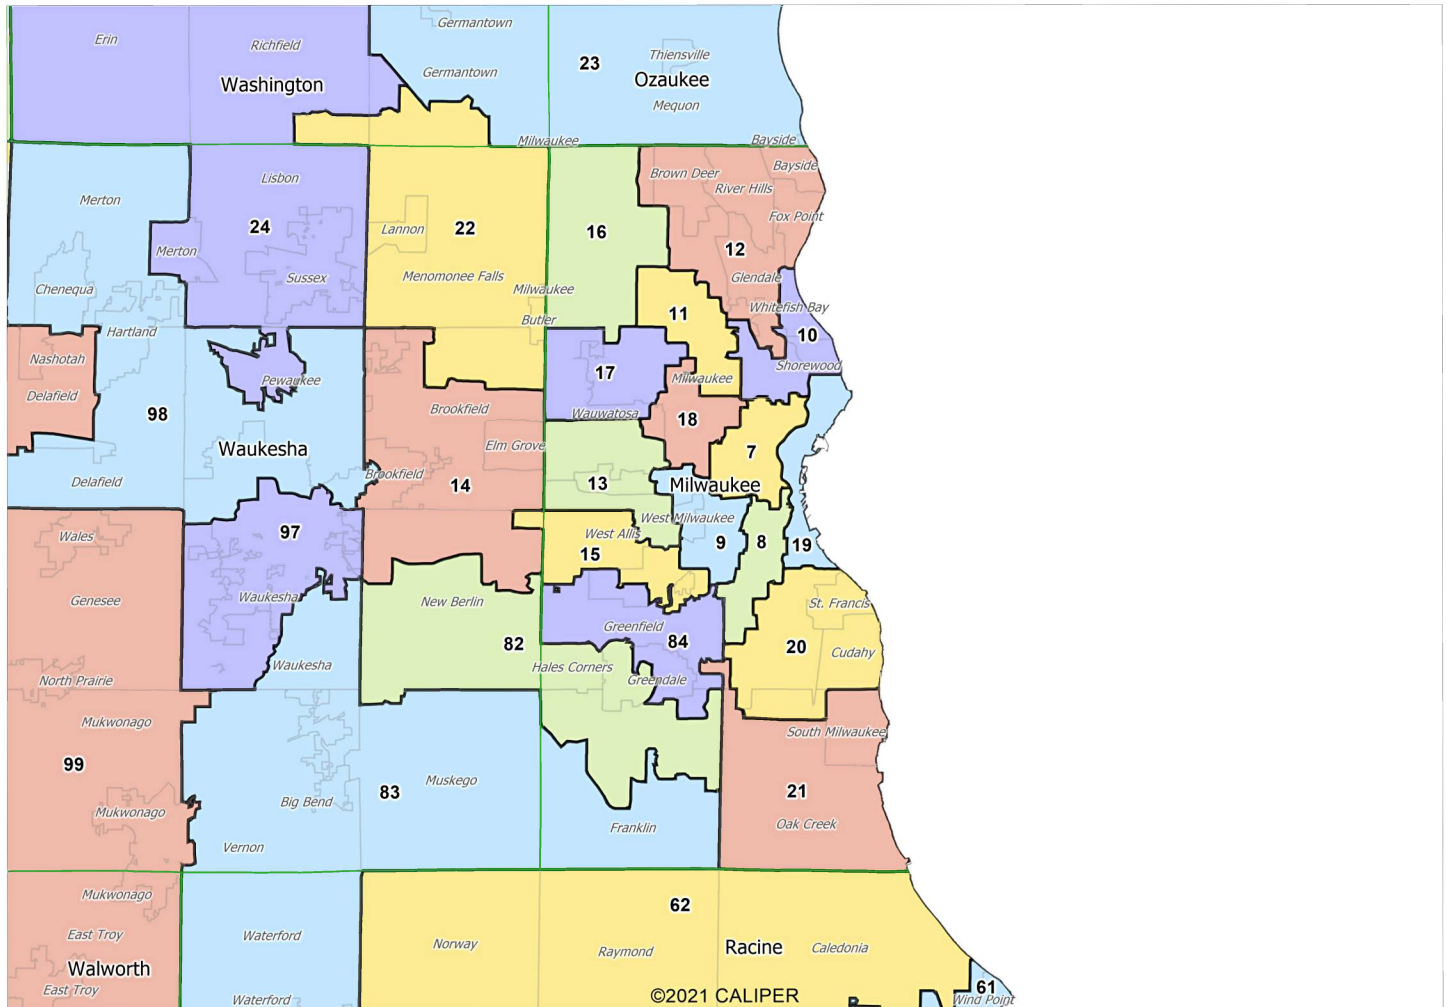 Germantown
Erin
Richfield
23
Thiensville
Germantown
Washington
Ozaukee
Mequon
Milwaukee
Bayside
Bayside
Brown Deer
Lisbon
River Hills
Merton
Fox Point
24
Lannon
22
16
12
Merton
Sussex
Menomonee Falls
Glendale
Chenequa
Milwaukee
Whitefish Bay
11
Butler
Hartland
10
Nashotah
Shorewood
17
Milwaukee
Pewaukee
Delafield
98
Brookfield
Wauwatosa
18
Waukesha
Elm Grove
7
Brookfield
Delafield
14
13
Milwaukee
West Milwaukee
97
Wales
West Allis
9
8
19
15
Waukesha
Genesee
New Berlin
St. Francis
Greenfield
82
84
20
Cudahy
Waukesha
Hales Corners
North Prairie
Greendale
Mukwonago
South Milwaukee
99
Muskego
83
21
Big Bend
Mukwonago
Franklin
Oak Creek
Vernon
Mukwonago
62
East Troy
Waterford
Norway
Raymond
Racine
Caledonia
Walworth
East Troy
Waterford
©2021 CALIPER
61
Wind Point